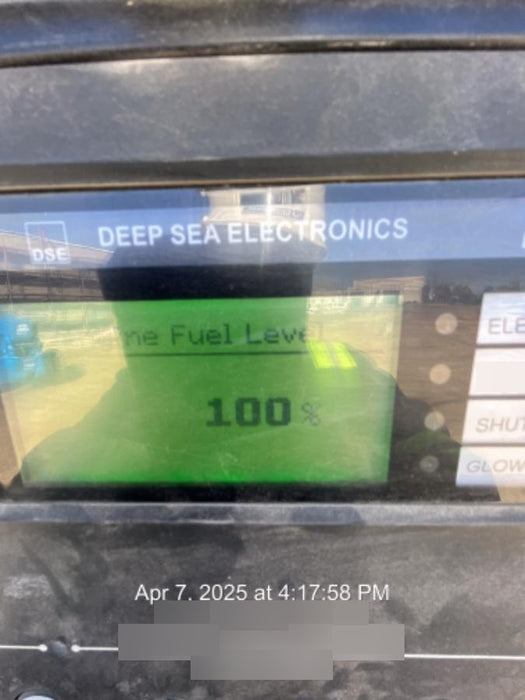 DSE
DEEP SEA ELECTRONICS
ne Fuel Level
100 %
ELE
SHUT
GLOW
Apr 7, 2025 at 4:17:58 PM